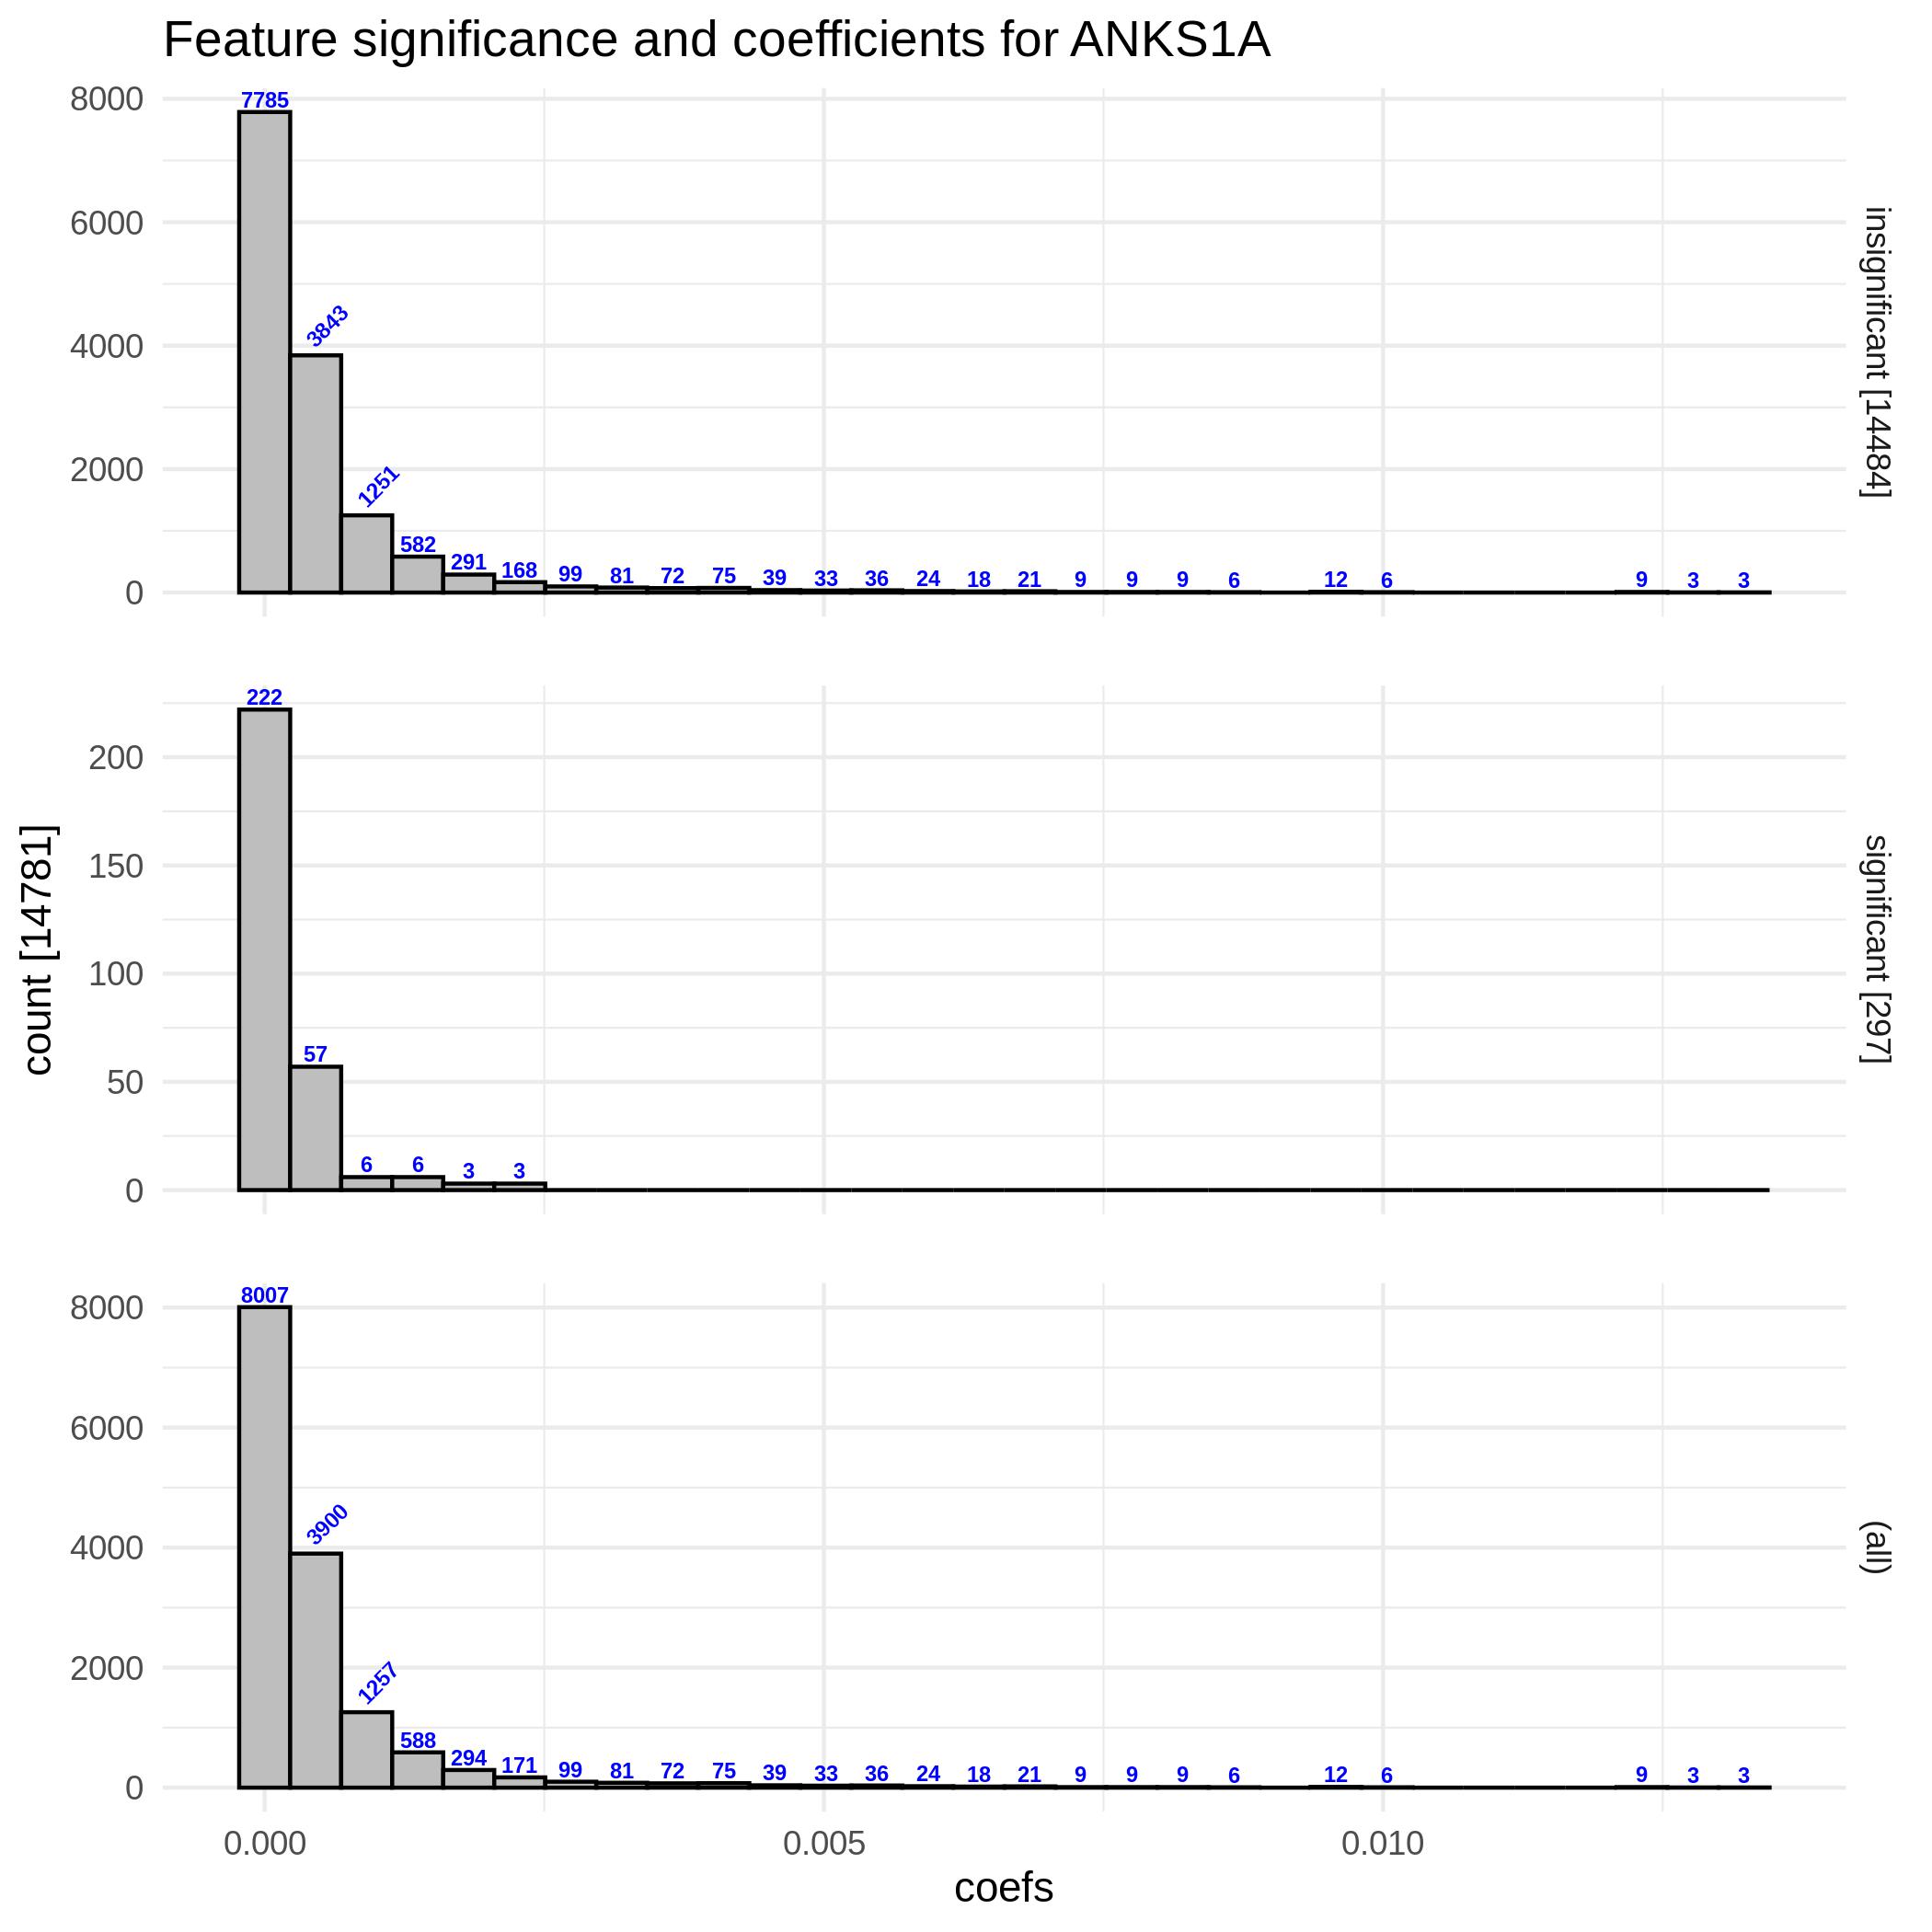 Feature significance and coefficients for ANKS1A
8000
6000
4000
2000
0
7785
3843
1251
582 291 168 99 81 72 75 39 33 36 24 18 21 9 9 9 6 12 6 9 3 3
insignificant [14484]
count [14781]
200
150
100
50
0
222
57
6 6 3 3
significant [297]
8000
6000
4000
2000
0
8007
3900
1257
588 294 171 99 81 72 75 39 33 36 24 18 21 9 9 9 6 12 6 9 3 3
(all)
0.000 0.005 0.010
coefs